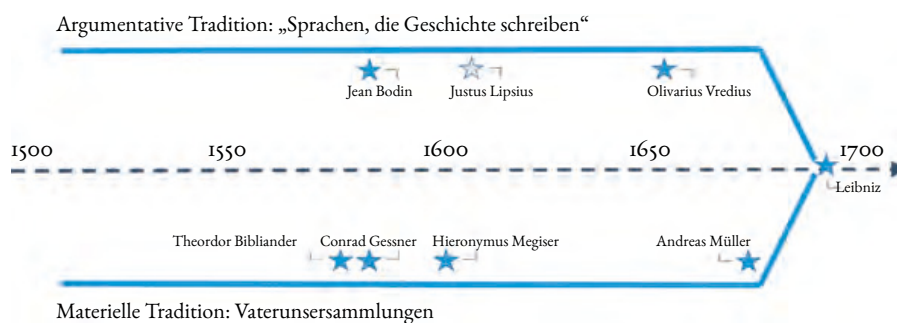 Argumentative Tradition: „Sprachen, die Geschichte schreiben“
Jean Bodin Justus Lipsius Olivarius Vredius
1500 1550 1600 1650 1700
Leibniz
Theordor Bibliander Conrad Gessner Hieronymus Megiser Andreas Müller
Materielle Tradition: Vaterunsersammlungen